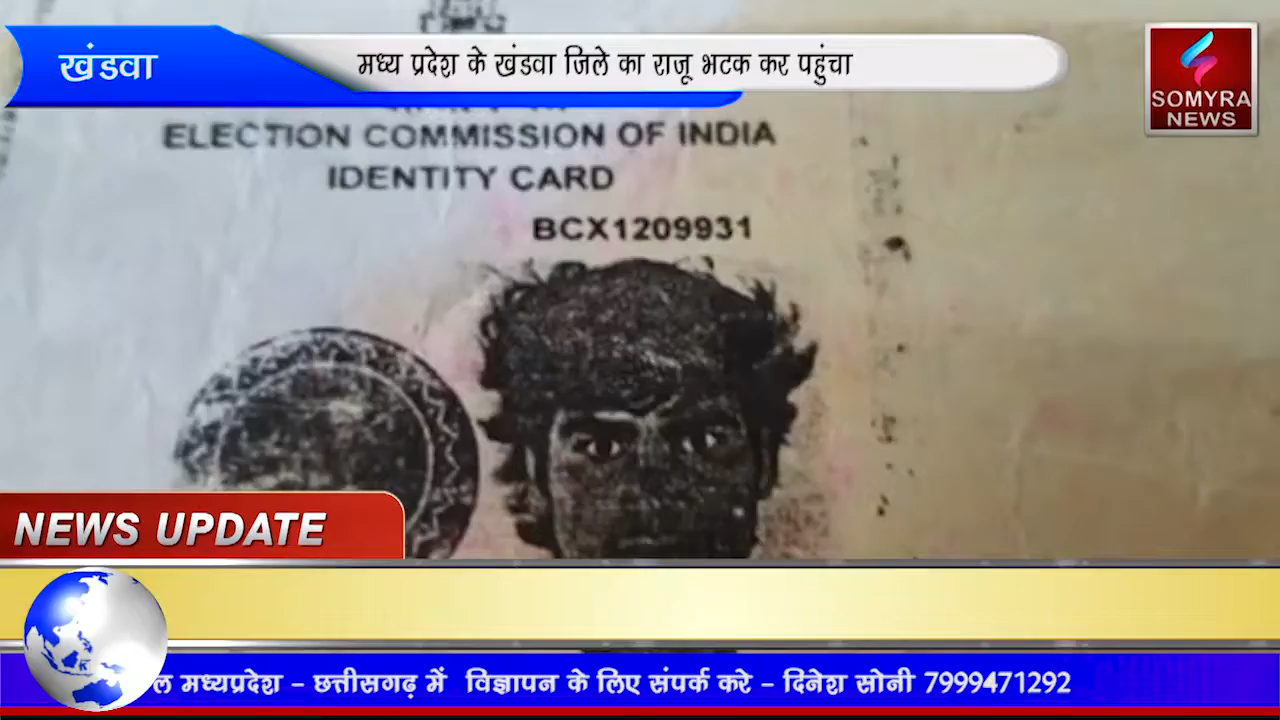 खंडवा
मध्य प्रदेश के खंडवा जिले का राजू भटक कर पहुंचा
SOMYRA
NEWS
ELECTION COMMISSION OF INDIA
IDENTITY CARD
BCX1209931
NEWS UPDATE
मध्यप्रदेश - छत्तीसगढ़ में विज्ञापन के लिए संपर्क करे - दिनेश सोनी 7999471292